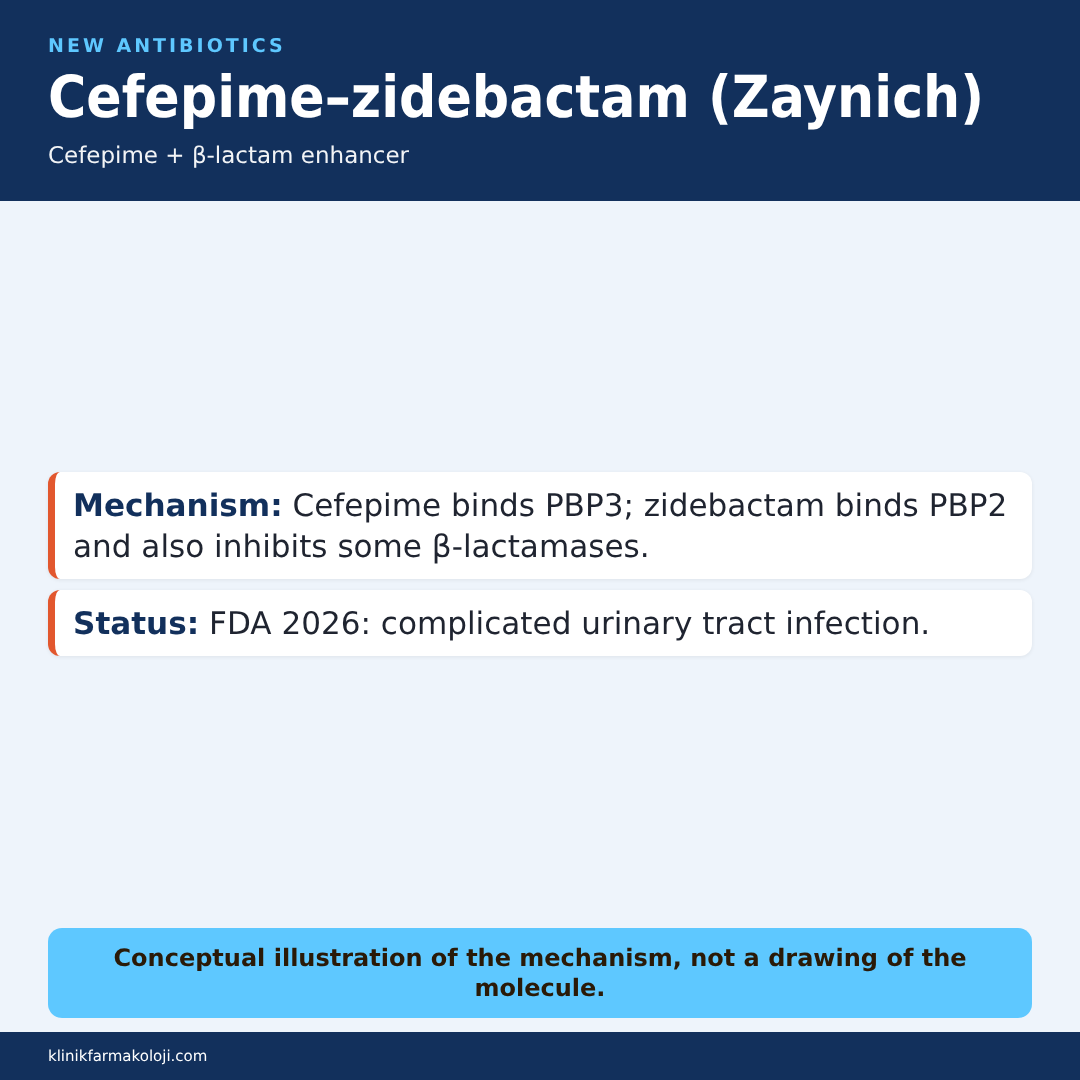 NEW ANTIBIOTICS
Cefepime–zidebactam (Zaynich)
Cefepime + β-lactam enhancer
Mechanism: Cefepime binds PBP3; zidebactam binds PBP2
and also inhibits some β-lactamases.
Status: FDA 2026: complicated urinary tract infection.
Conceptual illustration of the mechanism, not a drawing of the
molecule.
klinikfarmakoloji.com